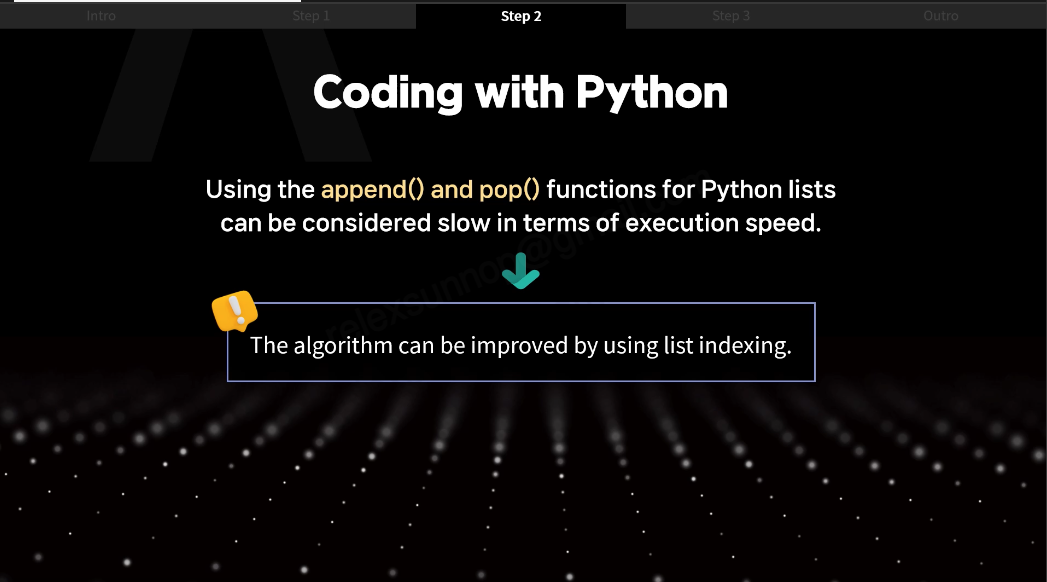 Intro Step 1 Step 2 Step 3 Outro
Coding with Python
Using the append() and pop() functions for Python lists
can be considered slow in terms of execution speed.
The algorithm can be improved by using list indexing.